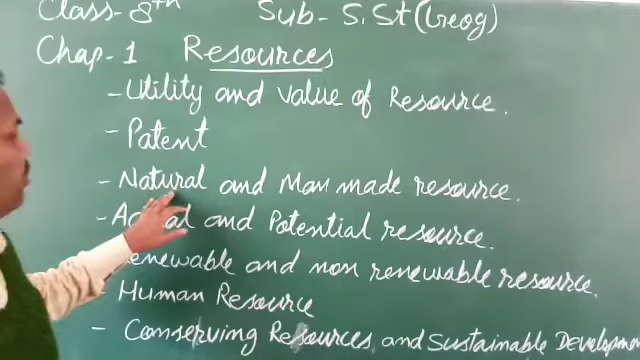 Class- 8th Sub- S.St (Geog)
Chap-1 Resources
- Utility and value of Resource.
- Patent
- Natural and Man made resource.
- Actual and Potential resource.
Renewable and non renewable resource.
- Human Resource
- Conserving Resources, and Sustainable Developmen